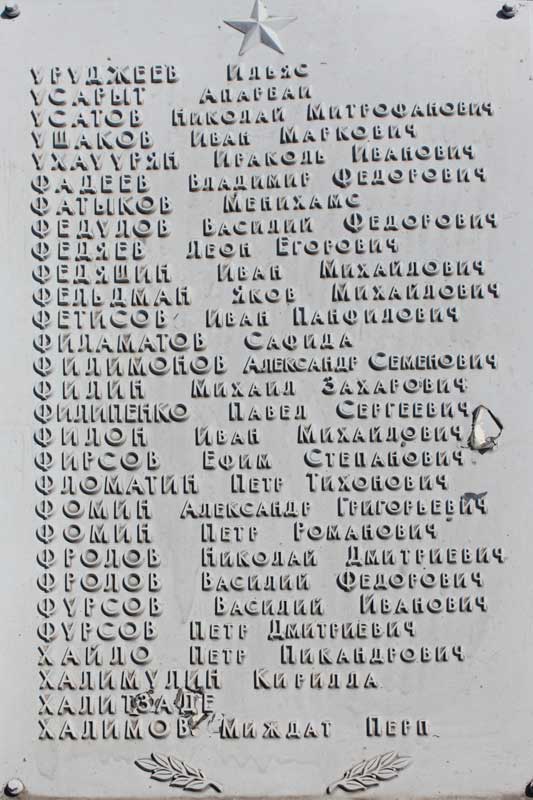 УРУДЖЕЕВ ИЛЬЯС
УСАРЫТ АПАРВАИ
УСАТОВ НИКОЛАЙ МИТРОФАНОВИЧ
УШАКОВ ИВАН МАРКОВИЧ
УХАУУРЯН ИРАКОЛЬ ИВАНОВИЧ
ФАДЕЕВ ВЛАДИМИР ФЕДОРОВИЧ
ФАТЫКОВ МЕНИХАМС
ФЕДУЛОВ ВАСИЛИЙ ФЕДОРОВИЧ
ФЕДЯЕВ ЛЕОН ЕГОРОВИЧ
ФЕДЯШИН ИВАН МИХАЙЛОВИЧ
ФЕЛЬДМАН ЯКОВ МИХАЙЛОВИЧ
ФЕТИСОВ ИВАН ПАНФИЛОВИЧ
ФИЛАМАТОВ САФИДА
ФИЛИМОНОВ АЛЕКСАНДР СЕМЕНОВИЧ
ФИЛИН МИХАИЛ ЗАХАРОВИЧ
ФИЛИПЕНКО ПАВЕЛ СЕРГЕЕВИЧ
ФИЛОН ИВАН МИХАЙЛОВИЧ
ФИРСОВ ЕФИМ СТЕПАНОВИЧ
ФЛОМАТИН ПЕТР ТИХОНОВИЧ
ФОМИН АЛЕКСАНДР ГРИГОРЬЕВИЧ
ФОМИН ПЕТР РОМАНОВИЧ
ФРОЛОВ НИКОЛАЙ ДМИТРИЕВИЧ
ФРОЛОВ ВАСИЛИЙ ФЕДОРОВИЧ
ФУРСОВ ВАСИЛИЙ ИВАНОВИЧ
ФУРСОВ ПЕТР ДМИТРИЕВИЧ
ХАЙЛО ПЕТР ПИКАНДРОВИЧ
ХАЛИМУЛИН КИРИЛЛА
ХАЛИТЗАДЕ
ХАЛИМОВ МИЖДАТ ПЕРП